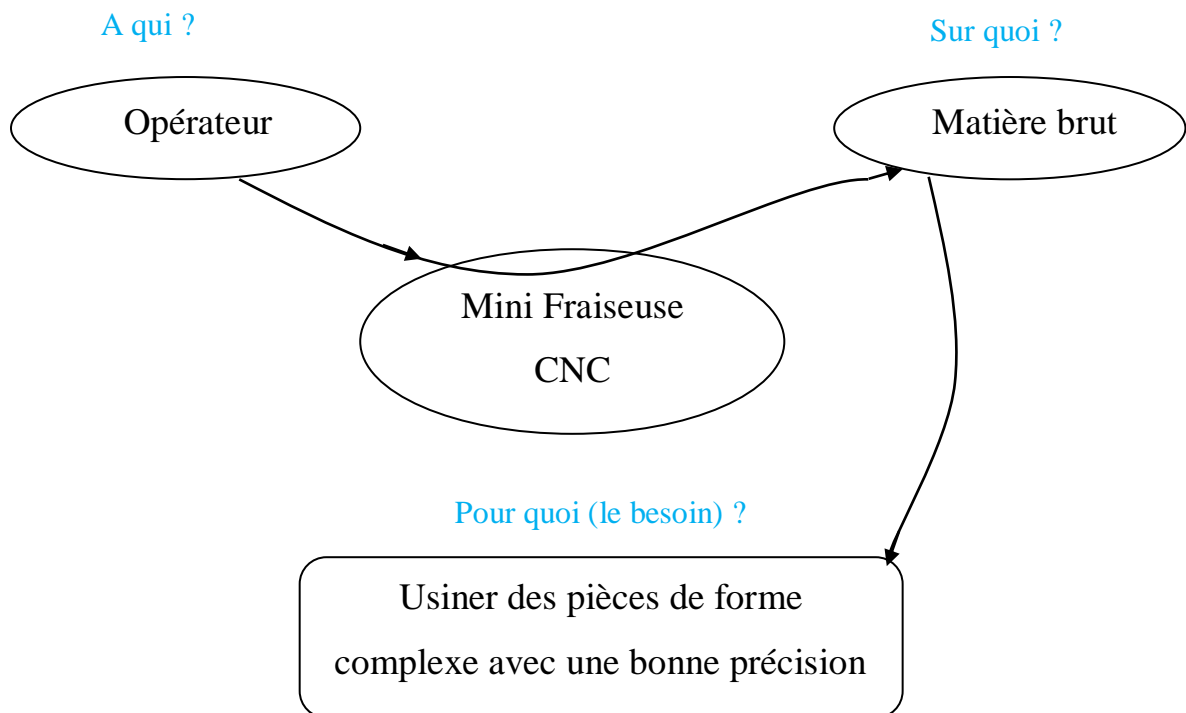 A qui ?
Sur quoi ?
Opérateur
Matière brut
Mini Fraiseuse
CNC
Pour quoi (le besoin) ?
Usiner des pièces de forme
complexe avec une bonne précision